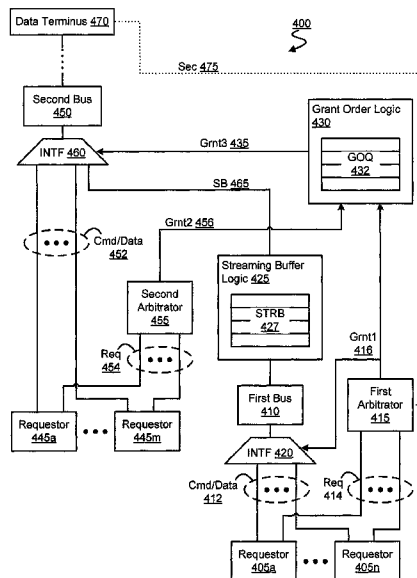 Data Terminus 470
400
Sec 475
Second Bus
450
Grant Order Logic
430
GOQ
432
Grnt3 435
INTF 460
SB 465
Grnt2 456
Cmd/Data
452
Streaming Buffer
Logic 425
STRB
427
Second
Arbitrator
455
Grnt1
416
Req
454
First Bus
410
First
Arbitrator
415
Requestor
445a
Requestor
445m
INTF 420
Cmd/Data
412
Req
414
Requestor
405a
Requestor
405n